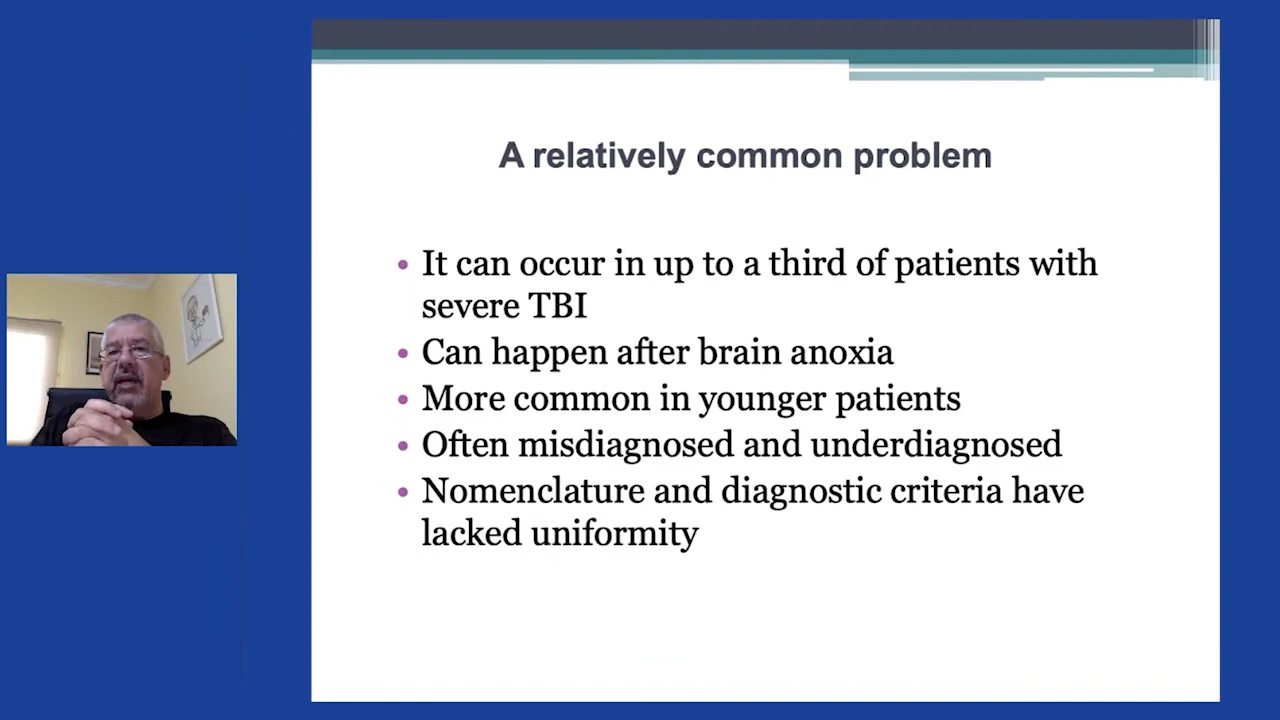 A relatively common problem
• It can occur in up to a third of patients with
severe TBI
• Can happen after brain anoxia
• More common in younger patients
• Often misdiagnosed and underdiagnosed
• Nomenclature and diagnostic criteria have
lacked uniformity